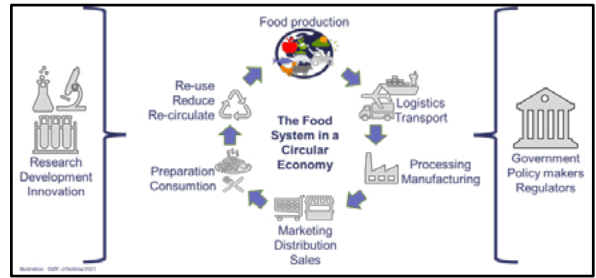 Food production
Re-use
Reduce
Re-circulate
Logistics
Transport
The Food
System in a
Circular
Economy
Research
Development
Innovation
Government
Policy makers
Regulators
Preparation
Consumtion
Processing
Manufacturing
Marketing
Distribution
Sales
Illustration: